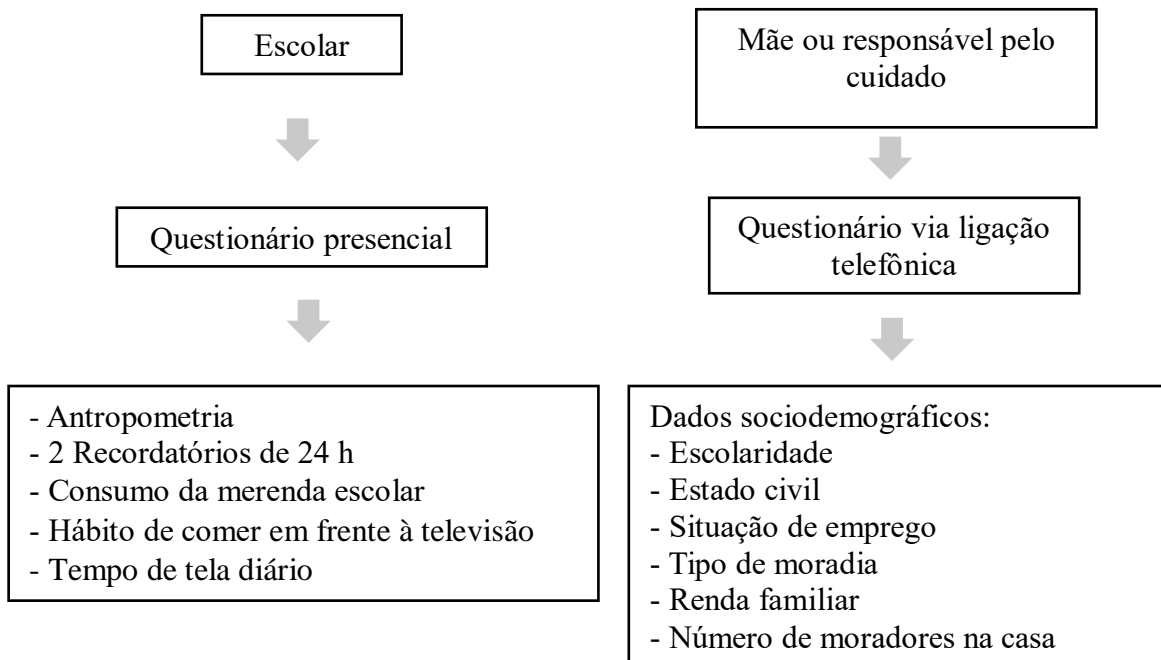 Escolar
Questionário presencial
- Antropometria
- 2 Recordatórios de 24 h
- Consumo da merenda escolar
- Hábito de comer em frente à televisão
- Tempo de tela diário
Mãe ou responsável pelo
cuidado
Questionário via ligação
telefônica
Dados sociodemográficos:
- Escolaridade
- Estado civil
- Situação de emprego
- Tipo de moradia
- Renda familiar
- Número de moradores na casa